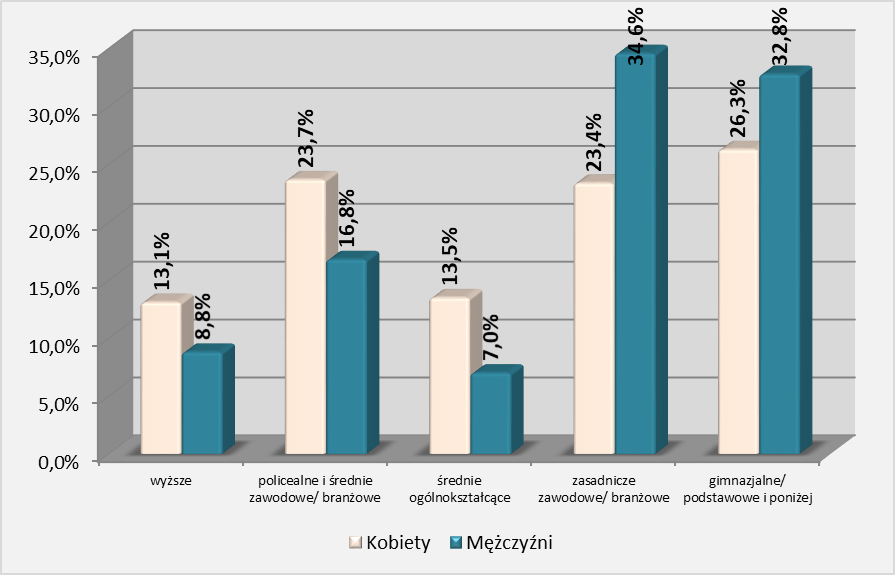 35,0%
30,0%
25,0%
20,0%
15,0%
10,0%
5,0%
0,0%
13,1%
8,8%
23,7%
16,8%
13,5%
7,0%
23,4%
34,6%
26,3%
32,8%
wyższe
policealne i średnie
zawodowe/ branżowe
średnie
ogólnokształcące
zasadnicze
zawodowe/ branżowe
gimnazjalne/
podstawowe i poniżej
Kobiety
Mężczyźni